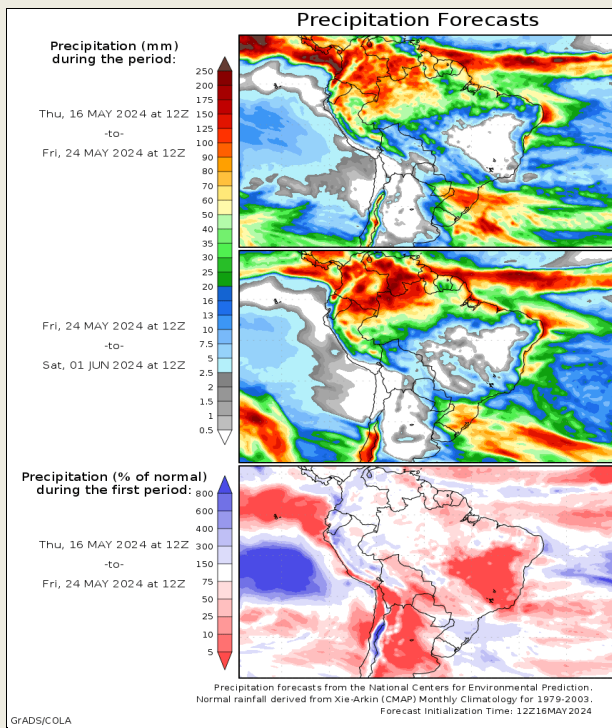 Precipitation Forecasts
Precipitation (mm)
during the period:
Thu, 16 MAY 2024 at 12Z
-to-
Fri, 24 MAY 2024 at 12Z
250
200
175
150
125
100
90
80
70
60
50
40
35
30
25
20
16
13
10
7.5
5
2.5
2
1.5
1
0.5
Fri, 24 MAY 2024 at 12Z
-to-
Sat, 01 JUN 2024 at 12Z
Precipitation (% of normal)
during the first period:
Thu, 16 MAY 2024 at 12Z
-to-
Fri, 24 MAY 2024 at 12Z
800
600
400
300
150
75
50
25
10
5
Precipitation forecasts from the National Centers for Environmental Prediction.
Normal rainfall derived from Xie-Arkin (CMAP) Monthly Climatology for 1979-2003.
Forecast Initialization Time: 12Z16MAY2024
GrADS/COLA